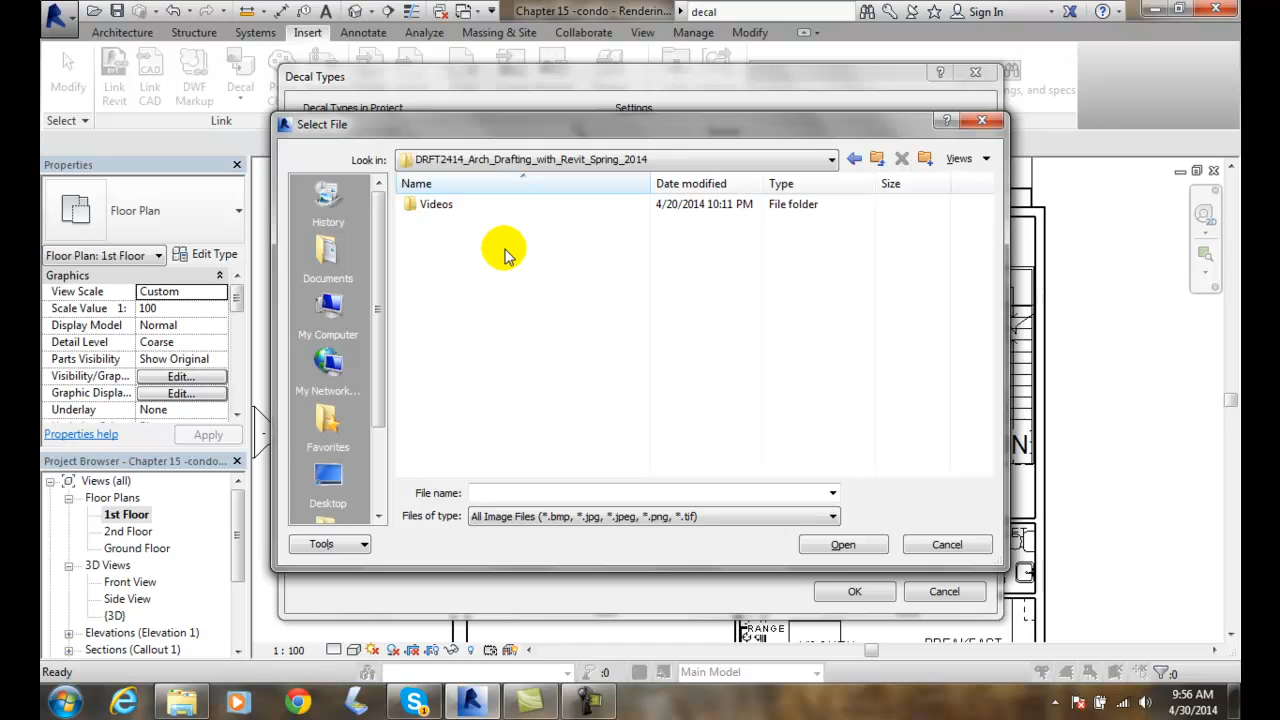 Chapter 15 -condo - Renderin...
decal
Sign In
Architecture
Structure
Systems
Insert
Annotate
Analyze
Massing & Site
Collaborate
View
Manage
Modify
Modify
Link
Revit
Link
CAD
DWF
Markup
Decal
ngs, and specs
Select
Link
Decal Types
Decal Types in Project
Settings
Select File
Look in:
DRFT2414_Arch_Drafting_with_Revit_Spring_2014
Views
Name
Date modified
Type
Size
Videos
4/20/2014 10:11 PM
File folder
History
Documents
My Computer
My Network...
Favorites
Desktop
File name:
Files of type:
All Image Files (*.bmp, *.jpg, *.jpeg, *.png, *.tif)
Tools
Open
Cancel
OK
Cancel
Properties
Floor Plan
Floor Plan: 1st Floor
Edit Type
Graphics
View Scale
Custom
Scale Value 1:
100
Display Model
Normal
Detail Level
Coarse
Parts Visibility
Show Original
Visibility/Grap...
Edit...
Graphic Displa...
Edit...
Underlay
None
Properties help
Apply
Project Browser - Chapter 15 -condo...
Views (all)
Floor Plans
1st Floor
2nd Floor
Ground Floor
3D Views
Front View
Side View
{3D}
Elevations (Elevation 1)
Sections (Callout 1)
RANGE
1 : 100
Ready
:0
Main Model
:0
9:56 AM
4/30/2014